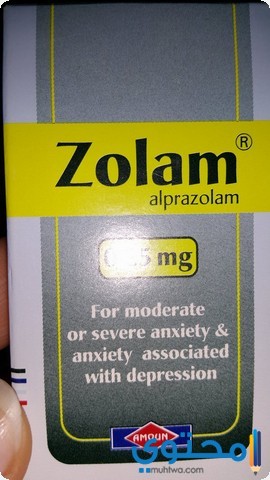 Zolam®
alprazolam
mg
For moderate
or severe anxiety &
anxiety associated
with depression
AMOUN
محتوى
muhtwa.com